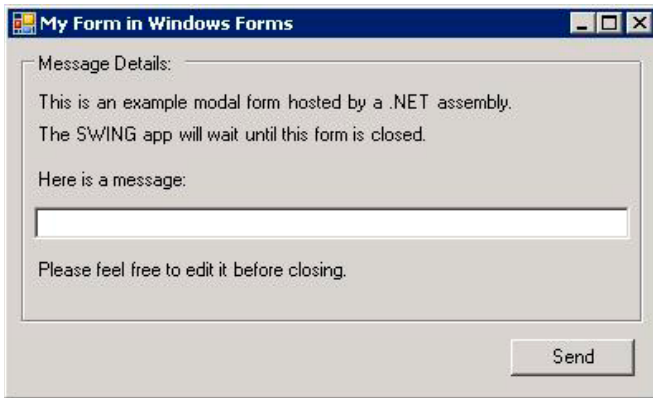 My Form in Windows Forms
Message Details:
This is an example modal form hosted by a .NET assembly.
The SWING app will wait until this form is closed.
Here is a message:
Please feel free to edit it before closing.
Send